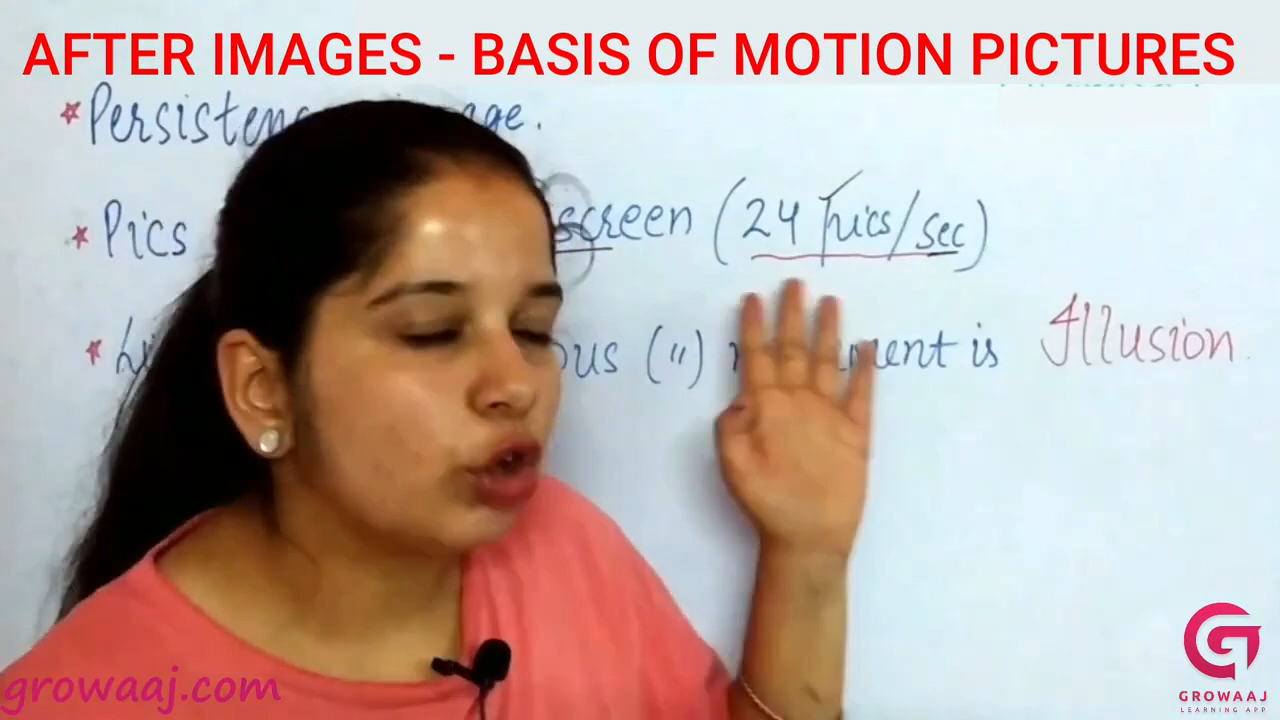 AFTER IMAGES - BASIS OF MOTION PICTURES
* Persistenc age.
* Pics screen (24 pics/sec)
* ous (") ment is Illusion
growaaj.com
G
GROWAAJ
LEARNING APP